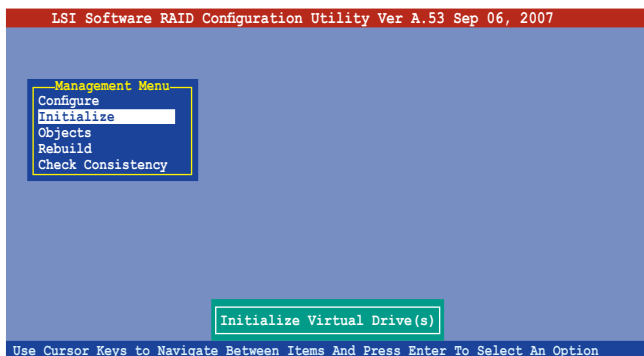 LSI Software RAID Configuration Utility Ver A.53 Sep 06, 2007
Management Menu
Configure
Initialize
Objects
Rebuild
Check Consistency
Initialize Virtual Drive(s)
Use Cursor Keys to Navigate Between Items And Press Enter To Select An Option